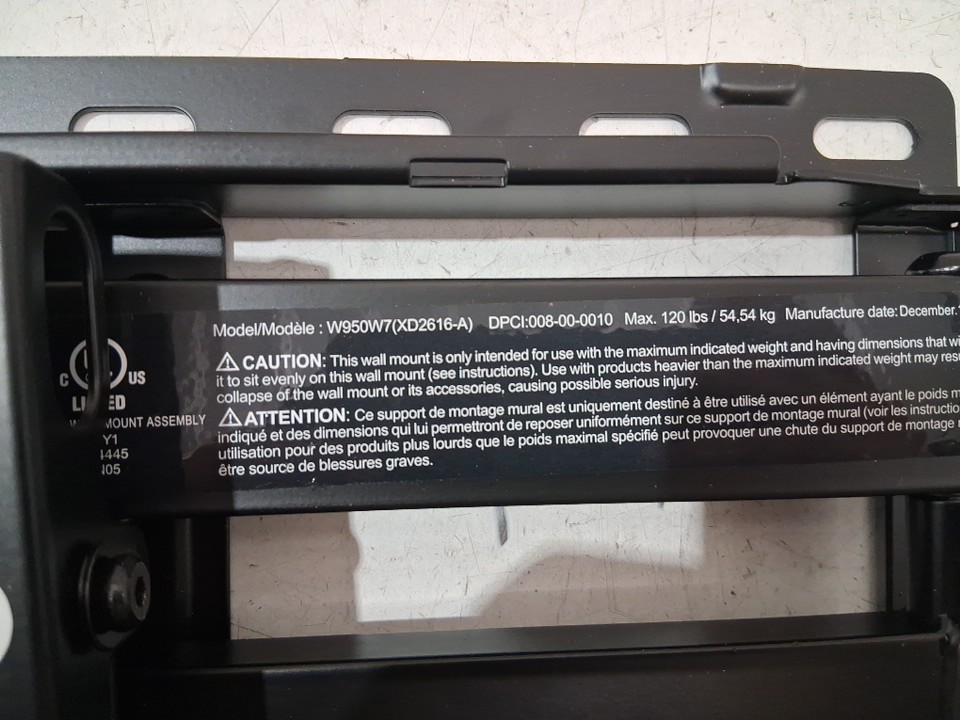 Model/Modèle : W950W7(XD2616-A) DPCI:008-00-0010 Max. 120 lbs / 54,54 kg Manufacture date: December.
CAUTION: This wall mount is only intended for use with the maximum indicated weight and having dimensions that
it to sit evenly on this wall mount (see instructions). Use with products heavier than the maximum indicated weight may
collapse of the wall mount or its accessories, causing possible serious injury.
ATTENTION: Ce support de montage mural est uniquement destiné à être utilisé avec un élément ayant le poids
indiqué et des dimensions qui lui permettront de reposer uniformément sur ce support de montage mural (voir les
utilisation pour des produits plus lourds que le poids maximal spécifié peut provoquer une chute du support de montage
être source de blessures graves.
C US
MOUNT ASSEMBLY
Y1